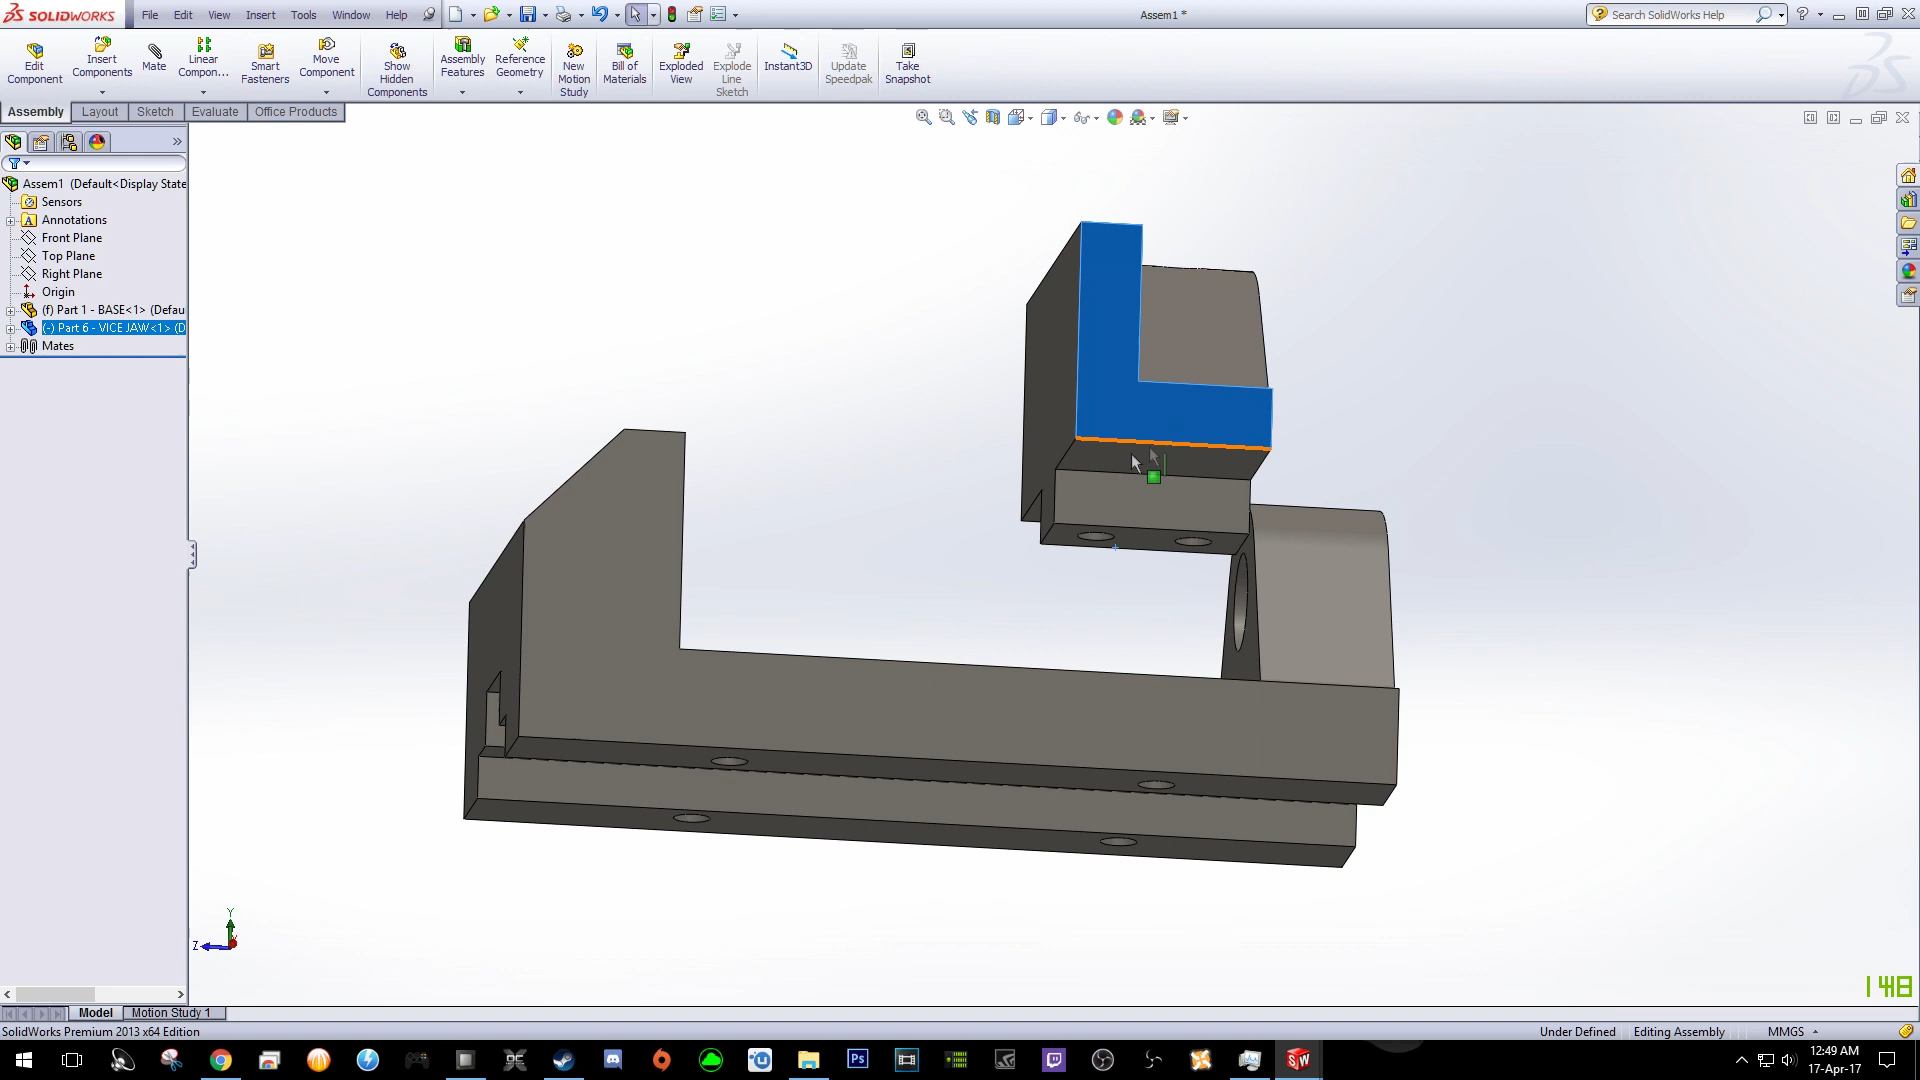 SOLIDWORKS File Edit View Insert Tools Window Help Assem1 * Search SolidWorks Help
Edit Component
Insert Components
Mate
Linear Compon...
Smart Fasteners
Move Component
Show Hidden Components
Assembly Features
Reference Geometry
New Motion Study
Bill of Materials
Exploded View
Explode Line Sketch
Instant3D
Update Speedpak
Take Snapshot
Assembly Layout Sketch Evaluate Office Products
Assem1 (Default<Display State
Sensors
Annotations
Front Plane
Top Plane
Right Plane
Origin
(f) Part 1 - BASE<1> (Defau
(-) Part 6 - VICE JAW<1> (D
Mates
Y
Z
148
Model Motion Study 1
SolidWorks Premium 2013 x64 Edition Under Defined Editing Assembly MMGS
12:49 AM
17-Apr-17